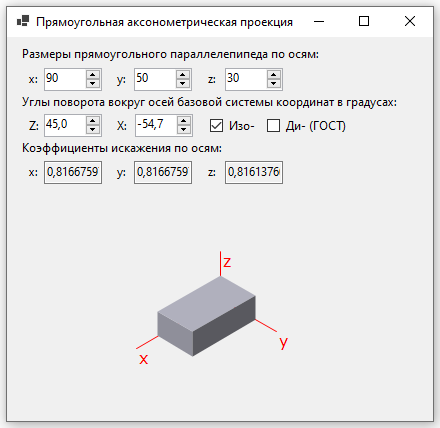 Прямоугольная аксонометрическая проекция
Размеры прямоугольного параллелепипеда по осям:
x: 90 y: 50 z: 30
Углы поворота вокруг осей базовой системы координат в градусах:
Z: 45,0 X: -54,7 Изо- Ди- (ГОСТ)
Коэффициенты искажения по осям:
x: 0,8166759 y: 0,8166759 z: 0,8161376
z
y
x